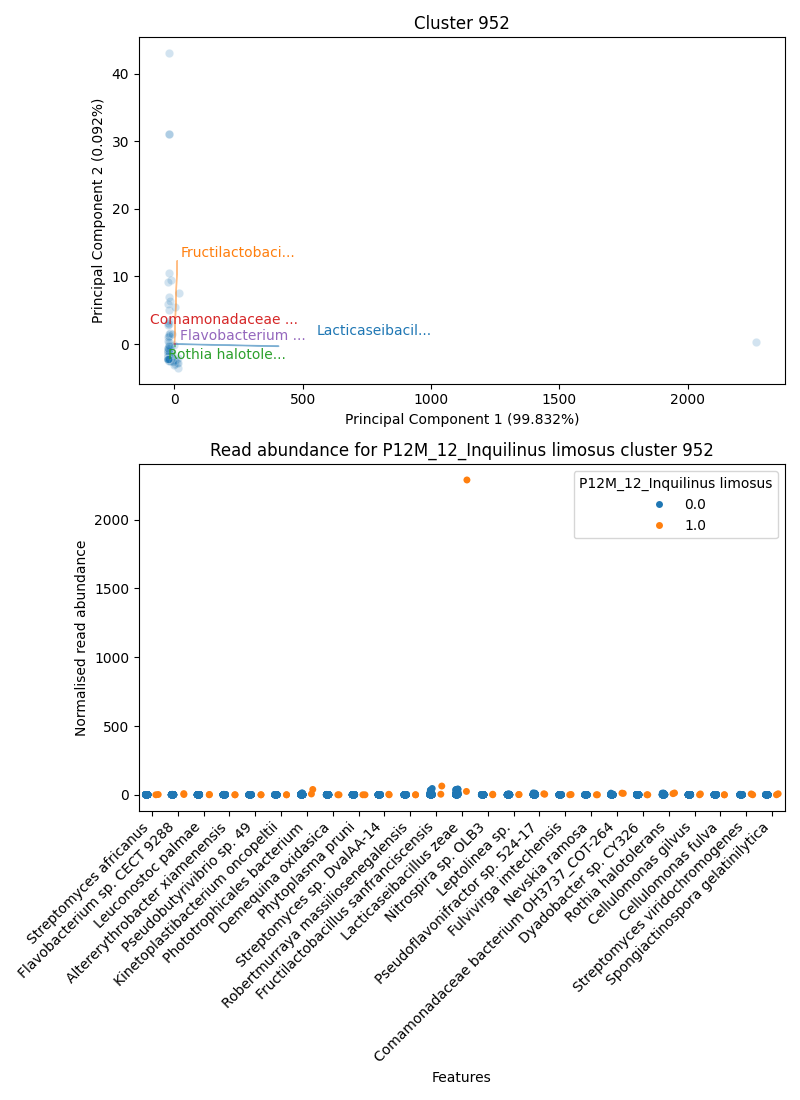 Cluster 952
Principal Component 2 (0.092%)
40
30
20
10
0
Fructilactobaci...
Comamonadaceae ...
Flavobacterium ...
Lacticaseibacil...
Rothia halotole...
0
500
1000
1500
2000
Principal Component 1 (99.832%)
Read abundance for P12M_12_Inquilinus limosus cluster 952
Normalised read abundance
2000
1500
1000
500
0
P12M_12_Inquilinus limosus
0.0
1.0
Streptomyces africanus
Flavobacterium sp. CECT 9288
Leuconostoc palmae
Altererythrobacter xiamenensis
Pseudobutyrivibrio sp. 49
Kinetoplastibacterium oncopeltii
Phototrophicales bacterium
Demequina oxidasica
Phytoplasma pruni
Streptomyces sp. DvalAA-14
Robertmurraya massiliosenegalensis
Fructilactobacillus sanfranciscensis
Lacticaseibacillus zeae
Nitrospira sp. OLB3
Leptolinea sp.
Pseudoflavonifractor sp. 524-17
Fulvivirga imtechensis
Nevskia ramosa
Comamonadaceae bacterium OH3737_COT-264
Dyadobacter sp. CY326
Rothia halotolerans
Cellulomonas gilvus
Cellulomonas fulva
Streptomyces viridochromogenes
Spongiactinospora gelatinilytica
Features